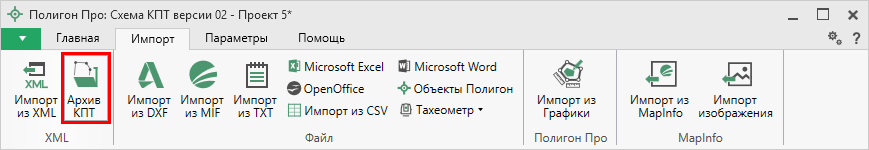 Полигон Про: Схема КПТ версии 02 - Проект 5*
Главная Импорт Параметры Помощь
XML
Импорт из XML
Архив КПТ
XML
Импорт из DXF
Импорт из MIF
Импорт из TXT
Microsoft Excel
OpenOffice
Импорт из CSV
Microsoft Word
Объекты Полигон
Тахеометр
Файл
Импорт из Графики
Полигон Про
Импорт из MapInfo
Импорт изображения
MapInfo